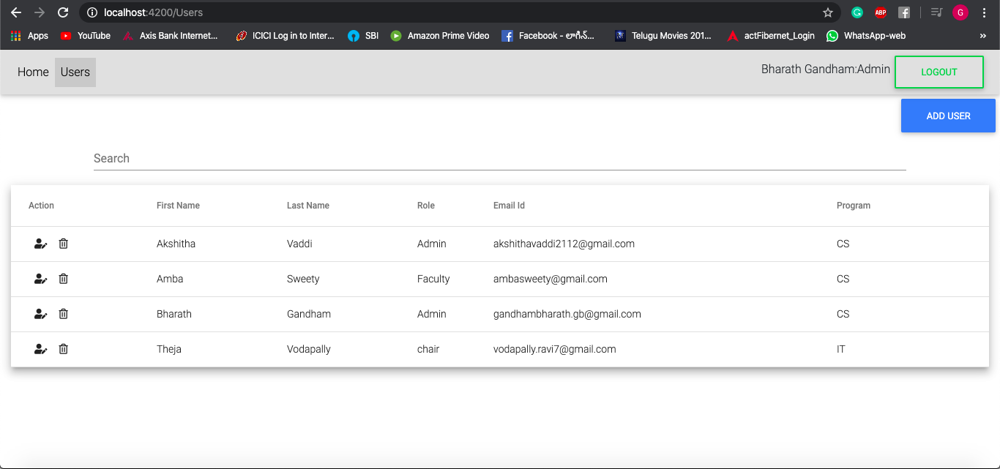 localhost:4200/Users
ABP G
Apps YouTube Axis Bank Internet... ICICI Log in to Inter... SBI Amazon Prime Video Facebook - లాగిన్... Telugu Movies 201... actFibernet_Login WhatsApp-web »
Home Users Bharath Gandham:Admin LOGOUT
ADD USER
Search
Action First Name Last Name Role Email Id Program
Akshitha Vaddi Admin akshithavaddi2112@gmail.com CS
Amba Sweety Faculty ambasweety@gmail.com CS
Bharath Gandham Admin gandhambharath.gb@gmail.com CS
Theja Vodapally chair vodapally.ravi7@gmail.com IT